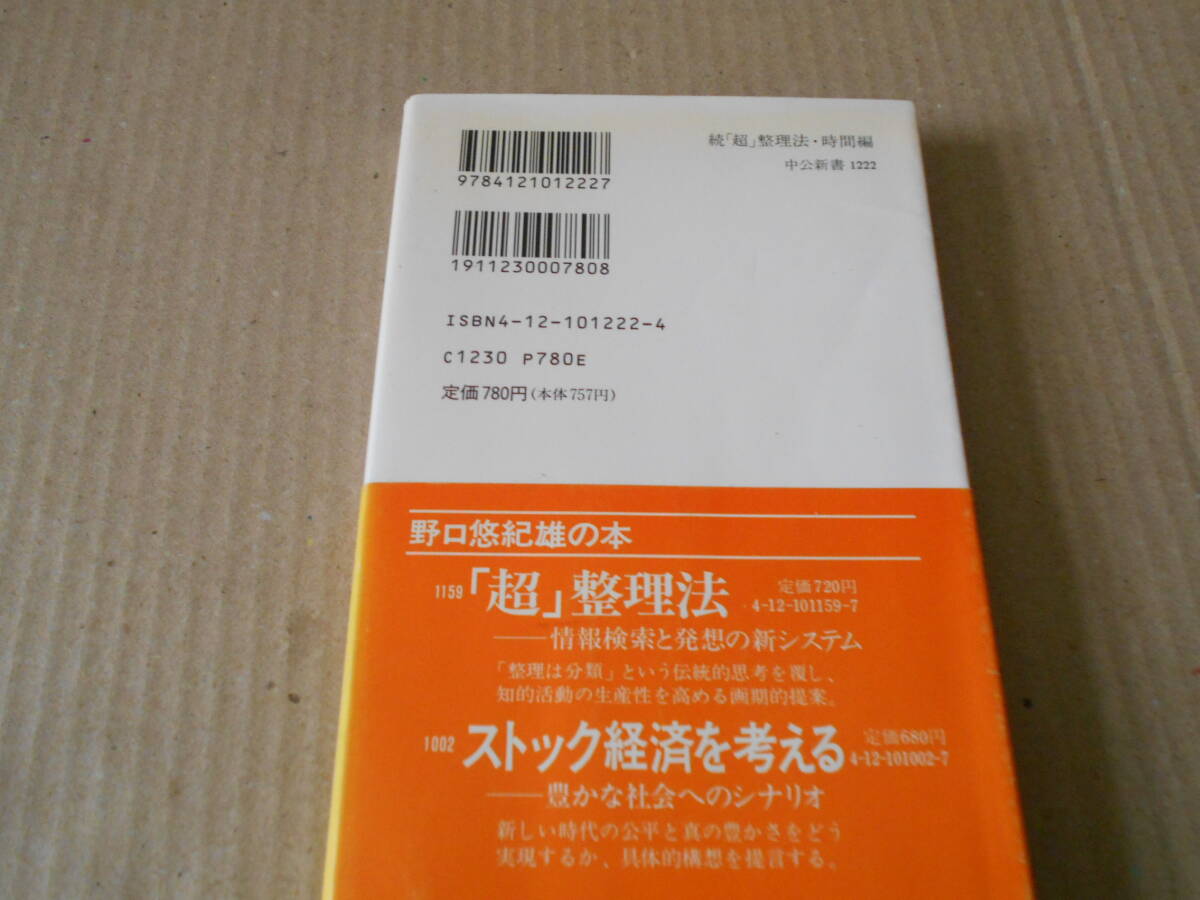 続「超」整理法・時間編
中公新書 1222
9784121012227
1911230007808
ISBN4-12-101222-4
C1230 P780E
定価780円(本体757円)
野口悠紀雄の本
1159 「超」整理法 定価720円
4-12-101159-7
――情報検索と発想の新システム
「整理は分類」という伝統的思考を覆し、
知的活動の生産性を高める画期的提案。
1002 ストック経済を考える 定価680円
4-12-101002-7
――豊かな社会へのシナリオ
新しい時代の公平と真の豊かさをどう
実現するか、具体的構想を提言する。